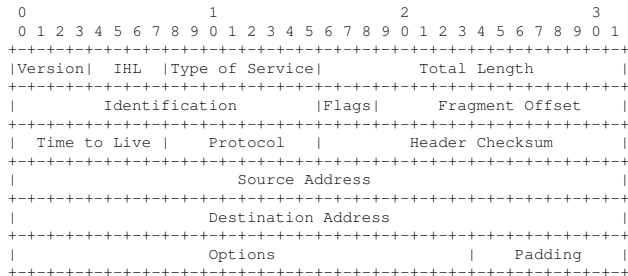 0                   1                   2                   3
 0 1 2 3 4 5 6 7 8 9 0 1 2 3 4 5 6 7 8 9 0 1 2 3 4 5 6 7 8 9 0 1
+-+-+-+-+-+-+-+-+-+-+-+-+-+-+-+-+-+-+-+-+-+-+-+-+-+-+-+-+-+-+-+-+
|Version|  IHL  |Type of Service|          Total Length         |
+-+-+-+-+-+-+-+-+-+-+-+-+-+-+-+-+-+-+-+-+-+-+-+-+-+-+-+-+-+-+-+-+
|         Identification        |Flags|      Fragment Offset    |
+-+-+-+-+-+-+-+-+-+-+-+-+-+-+-+-+-+-+-+-+-+-+-+-+-+-+-+-+-+-+-+-+
|  Time to Live |    Protocol   |         Header Checksum       |
+-+-+-+-+-+-+-+-+-+-+-+-+-+-+-+-+-+-+-+-+-+-+-+-+-+-+-+-+-+-+-+-+
|                       Source Address                          |
+-+-+-+-+-+-+-+-+-+-+-+-+-+-+-+-+-+-+-+-+-+-+-+-+-+-+-+-+-+-+-+-+
|                    Destination Address                        |
+-+-+-+-+-+-+-+-+-+-+-+-+-+-+-+-+-+-+-+-+-+-+-+-+-+-+-+-+-+-+-+-+
|                    Options                    |    Padding    |
+-+-+-+-+-+-+-+-+-+-+-+-+-+-+-+-+-+-+-+-+-+-+-+-+-+-+-+-+-+-+-+-+